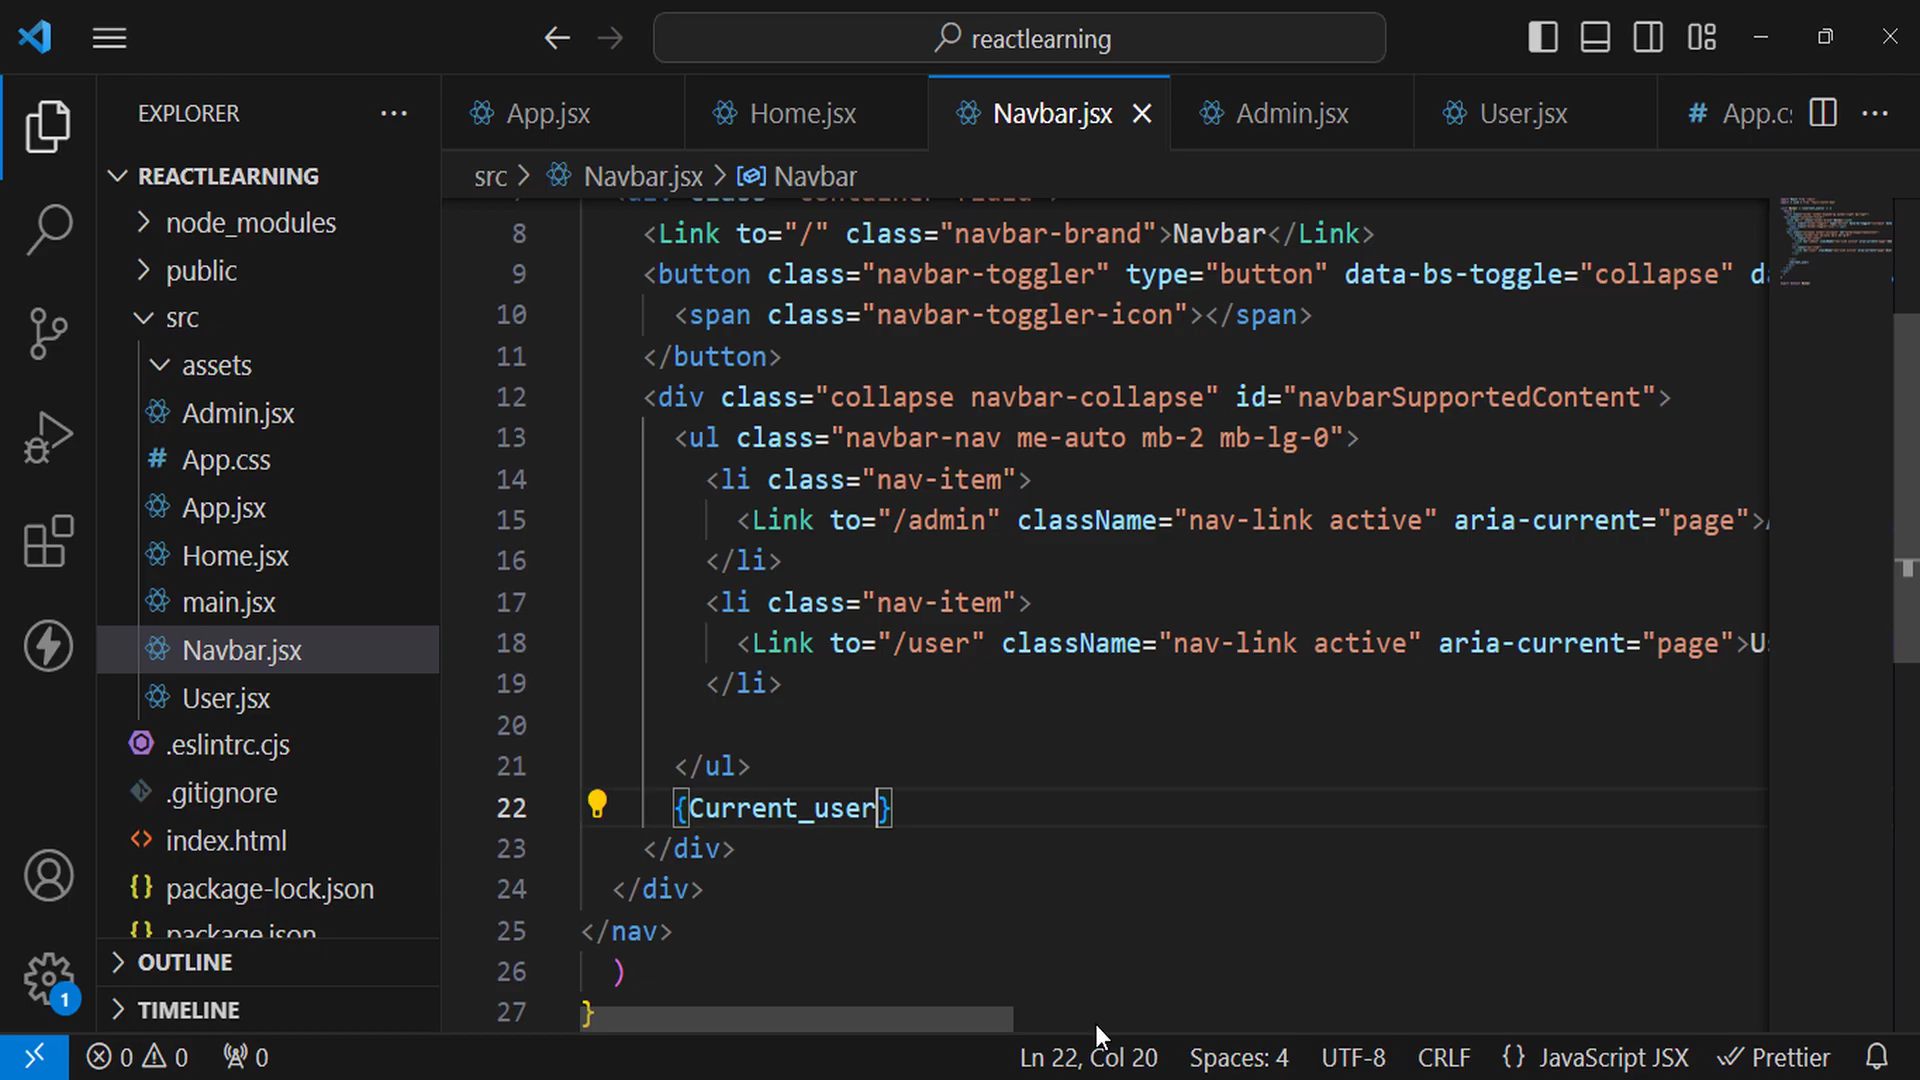 reactlearning
EXPLORER
REACTLEARNING
node_modules
public
src
assets
Admin.jsx
# App.css
App.jsx
Home.jsx
main.jsx
Navbar.jsx
User.jsx
.eslintrc.cjs
.gitignore
<> index.html
{} package-lock.json
{} package.json
OUTLINE
TIMELINE
1
App.jsx
Home.jsx
Navbar.jsx
Admin.jsx
User.jsx
# App.c
src > Navbar.jsx > Navbar
8 <Link to="/" class="navbar-brand">Navbar</Link>
9 <button class="navbar-toggler" type="button" data-bs-toggle="collapse" da
10 <span class="navbar-toggler-icon"></span>
11 </button>
12 <div class="collapse navbar-collapse" id="navbarSupportedContent">
13 <ul class="navbar-nav me-auto mb-2 mb-lg-0">
14 <li class="nav-item">
15 <Link to="/admin" className="nav-link active" aria-current="page">
16 </li>
17 <li class="nav-item">
18 <Link to="/user" className="nav-link active" aria-current="page">Us
19 </li>
20
21 </ul>
22 {Current_user}
23 </div>
24 </div>
25 </nav>
26 )
27 }
0 0 0
Ln 22, Col 20
Spaces: 4
UTF-8
CRLF
{} JavaScript JSX
Prettier